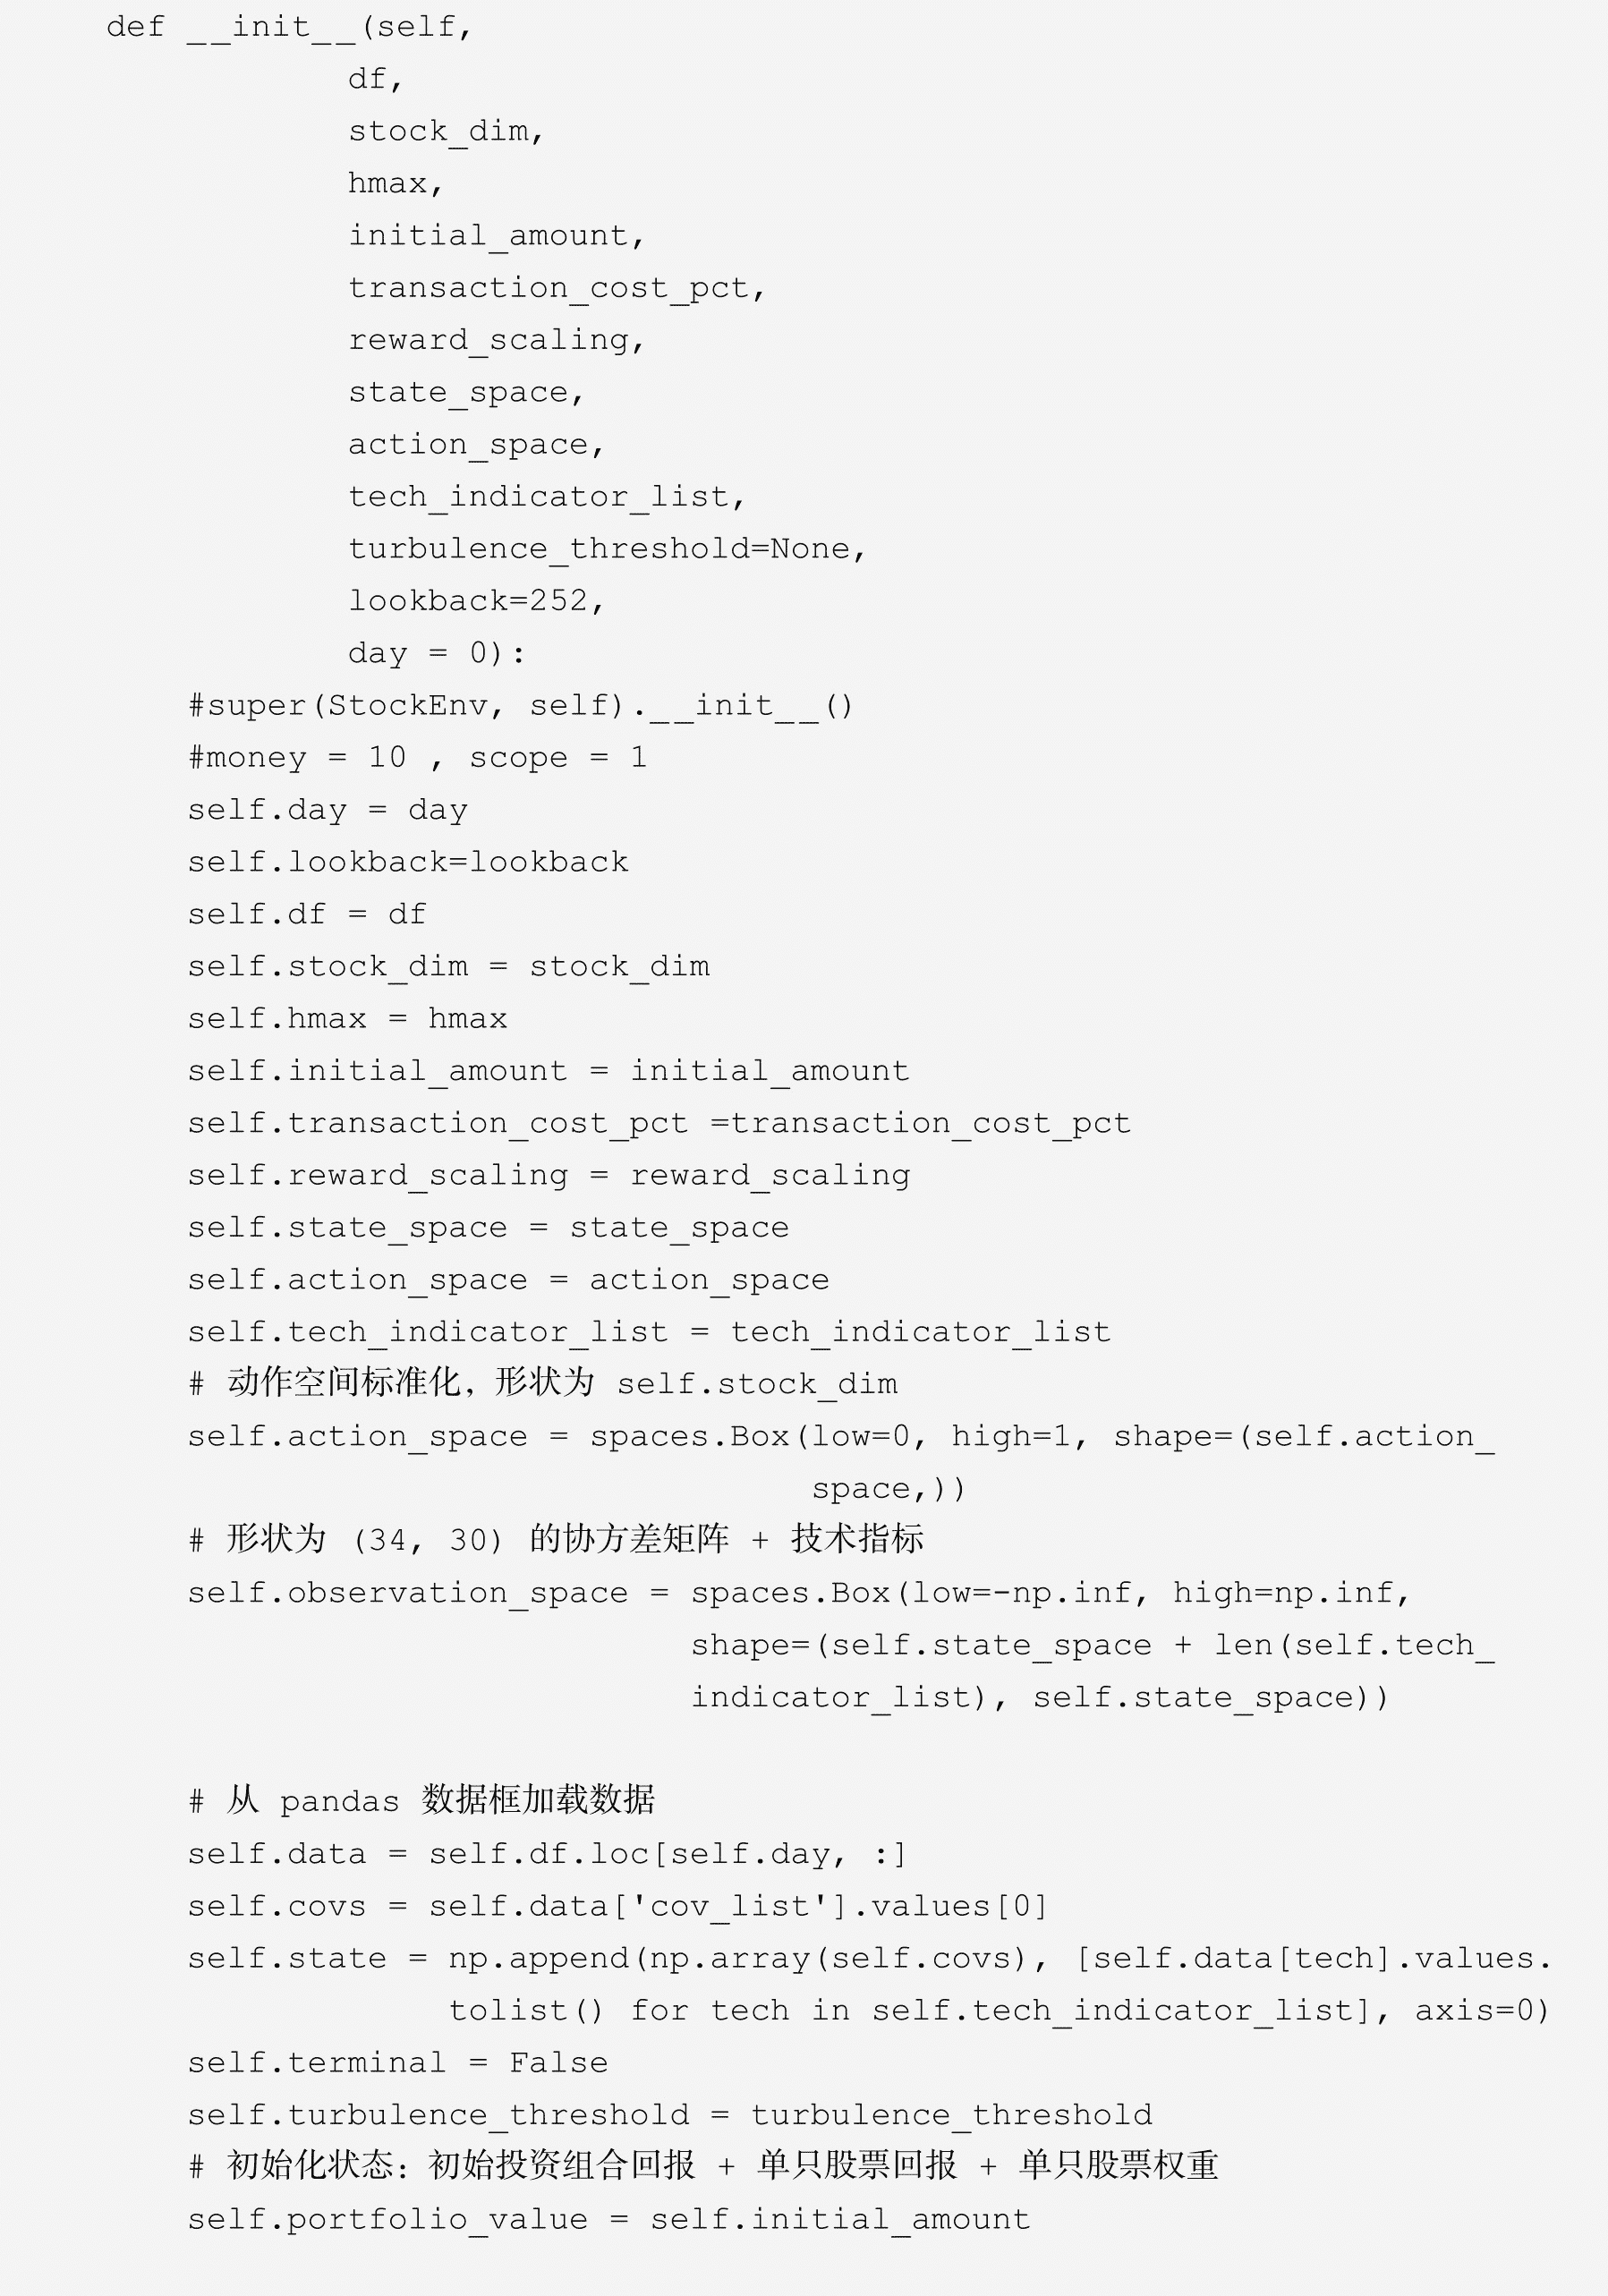 def __init__(self,
df,
stock_dim,
hmax,
initial_amount,
transaction_cost_pct,
reward_scaling,
state_space,
action_space,
tech_indicator_list,
turbulence_threshold=None,
lookback=252,
day = 0):
#super(StockEnv, self).__init__()
#money = 10 , scope = 1
self.day = day
self.lookback=lookback
self.df = df
self.stock_dim = stock_dim
self.hmax = hmax
self.initial_amount = initial_amount
self.transaction_cost_pct =transaction_cost_pct
self.reward_scaling = reward_scaling
self.state_space = state_space
self.action_space = action_space
self.tech_indicator_list = tech_indicator_list
# 动作空间标准化，形状为 self.stock_dim
self.action_space = spaces.Box(low=0, high=1, shape=(self.action_
space,))
# 形状为 (34, 30) 的协方差矩阵 + 技术指标
self.observation_space = spaces.Box(low=-np.inf, high=np.inf,
shape=(self.state_space + len(self.tech_
indicator_list), self.state_space))
# 从 pandas 数据框加载数据
self.data = self.df.loc[self.day, :]
self.covs = self.data['cov_list'].values[0]
self.state = np.append(np.array(self.covs), [self.data[tech].values.
tolist() for tech in self.tech_indicator_list], axis=0)
self.terminal = False
self.turbulence_threshold = turbulence_threshold
# 初始化状态：初始投资组合回报 + 单只股票回报 + 单只股票权重
self.portfolio_value = self.initial_amount